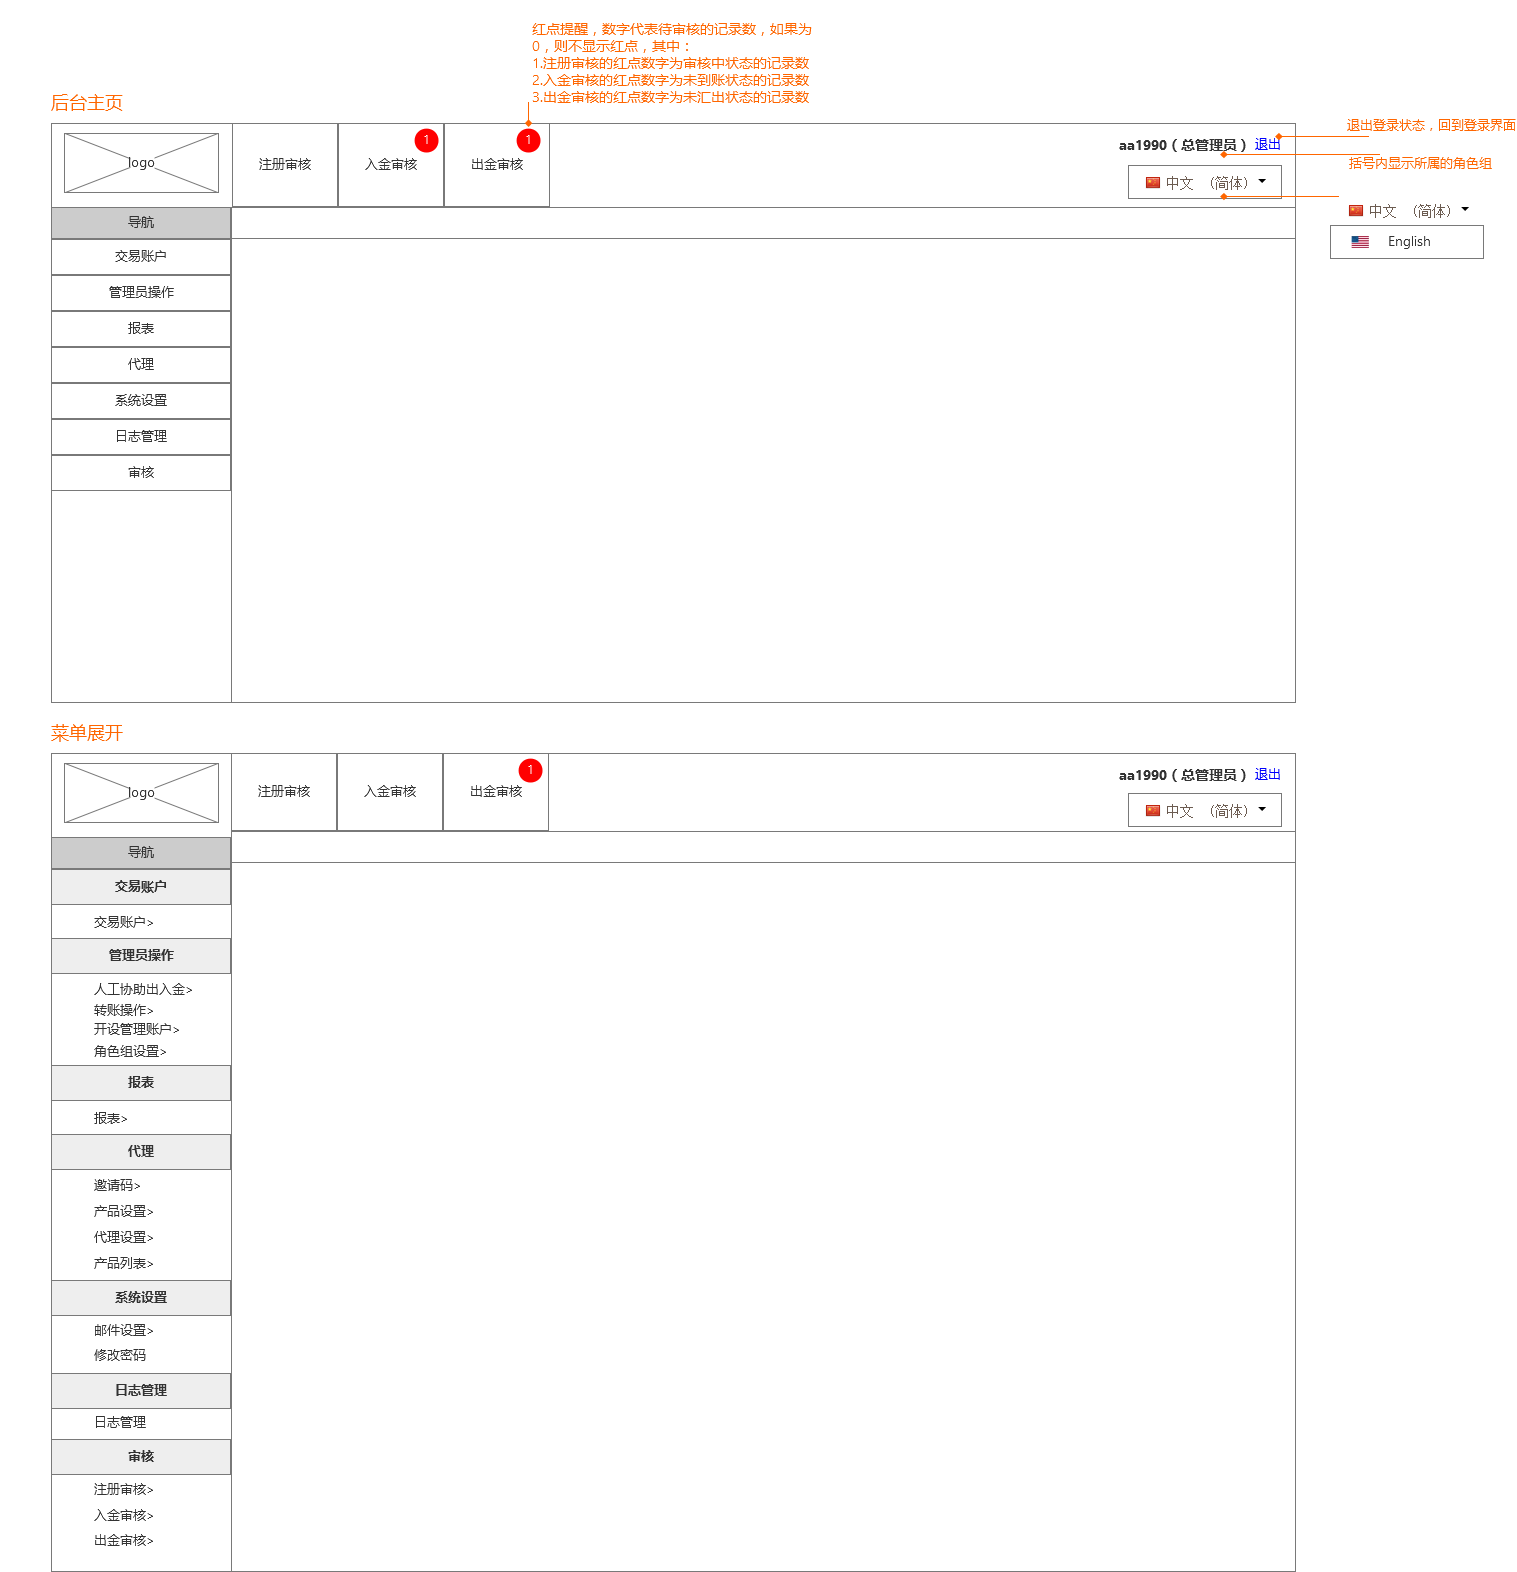 红点提醒，数字代表待审核的记录数，如果为
0，则不显示红点，其中：
1.注册审核的红点数字为审核中状态的记录数
2.入金审核的红点数字为未到账状态的记录数
3.出金审核的红点数字为未汇出状态的记录数
后台主页
logo
注册审核
入金审核
1
出金审核
1
aa1990（总管理员） 退出
中文 （简体）
退出登录状态，回到登录界面
括号内显示所属的角色组
中文 （简体）
English
导航
交易账户
管理员操作
报表
代理
系统设置
日志管理
审核
菜单展开
logo
注册审核
入金审核
出金审核
1
aa1990（总管理员） 退出
中文 （简体）
导航
交易账户
交易账户>
管理员操作
人工协助出入金>
转账操作>
开设管理账户>
角色组设置>
报表
报表>
代理
邀请码>
产品设置>
代理设置>
产品列表>
系统设置
邮件设置>
修改密码
日志管理
日志管理
审核
注册审核>
入金审核>
出金审核>